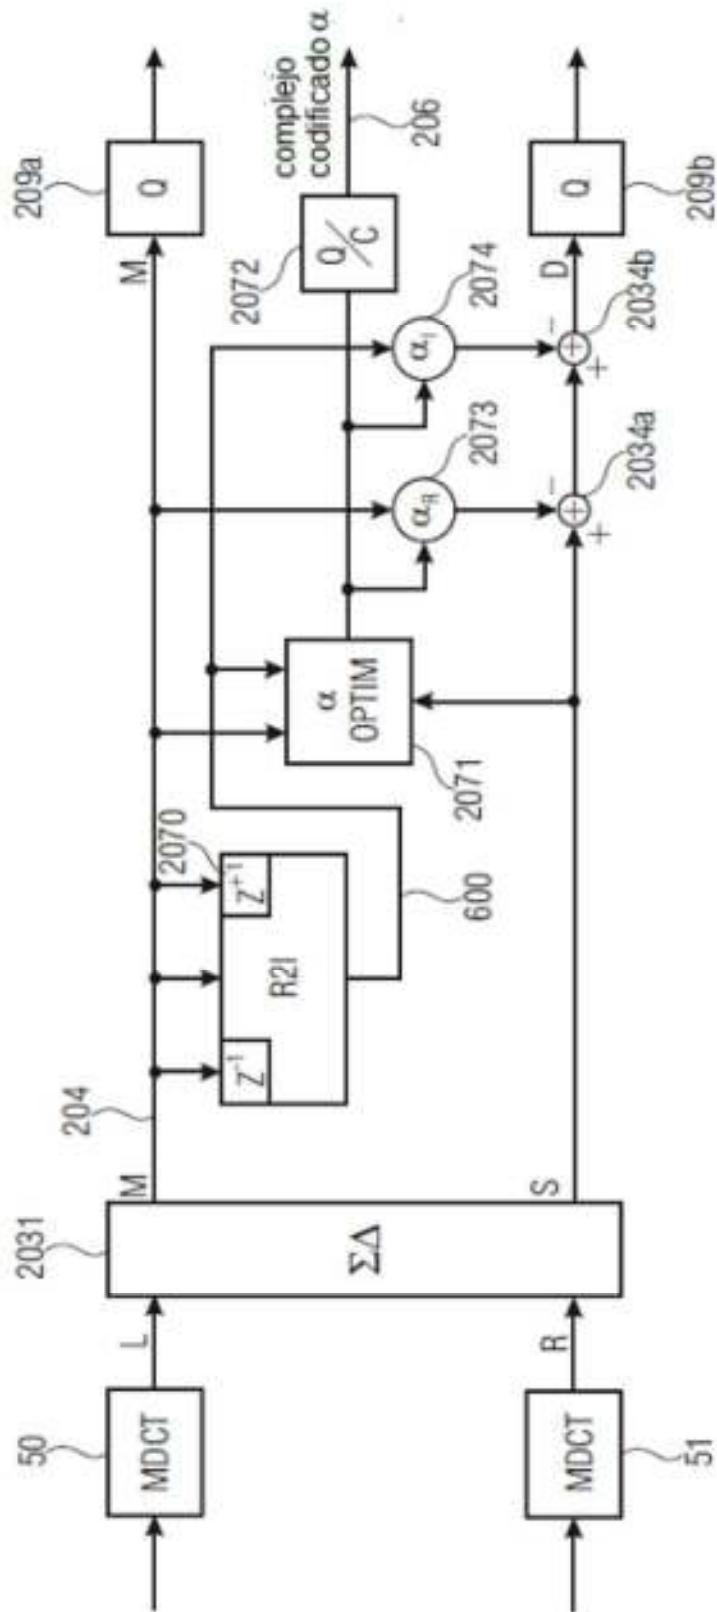 50
MDCT
L
2031
ΣΔ
M
204
Z⁻¹
R2I
Z⁺¹
2070
600
α
OPTIM
2071
αR
2073
αI
2074
2072
Q/C
complejo
codificado α
206
M
209a
Q
51
MDCT
R
S
−
+
+
2034a
−
+
+
2034b
D
Q
209b